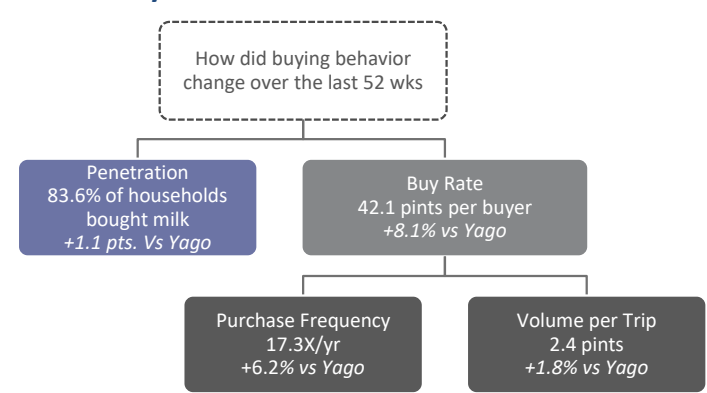 How did buying behavior
change over the last 52 wks
Penetration
83.6% of households
bought milk
+1.1 pts. Vs Yago
Buy Rate
42.1 pints per buyer
+8.1% vs Yago
Purchase Frequency
17.3X/yr
+6.2% vs Yago
Volume per Trip
2.4 pints
+1.8% vs Yago